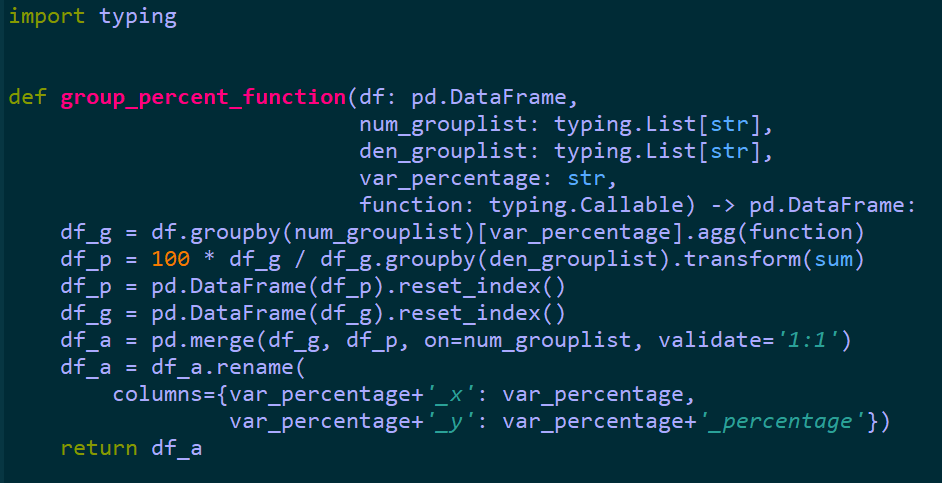 import typing
def group_percent_function(df: pd.DataFrame,
                           num_grouplist: typing.List[str],
                           den_grouplist: typing.List[str],
                           var_percentage: str,
                           function: typing.Callable) -> pd.DataFrame:
    df_g = df.groupby(num_grouplist)[var_percentage].agg(function)
    df_p = 100 * df_g / df_g.groupby(den_grouplist).transform(sum)
    df_p = pd.DataFrame(df_p).reset_index()
    df_g = pd.DataFrame(df_g).reset_index()
    df_a = pd.merge(df_g, df_p, on=num_grouplist, validate='1:1')
    df_a = df_a.rename(
        columns={var_percentage+'_x': var_percentage,
                 var_percentage+'_y': var_percentage+'_percentage'})
    return df_a